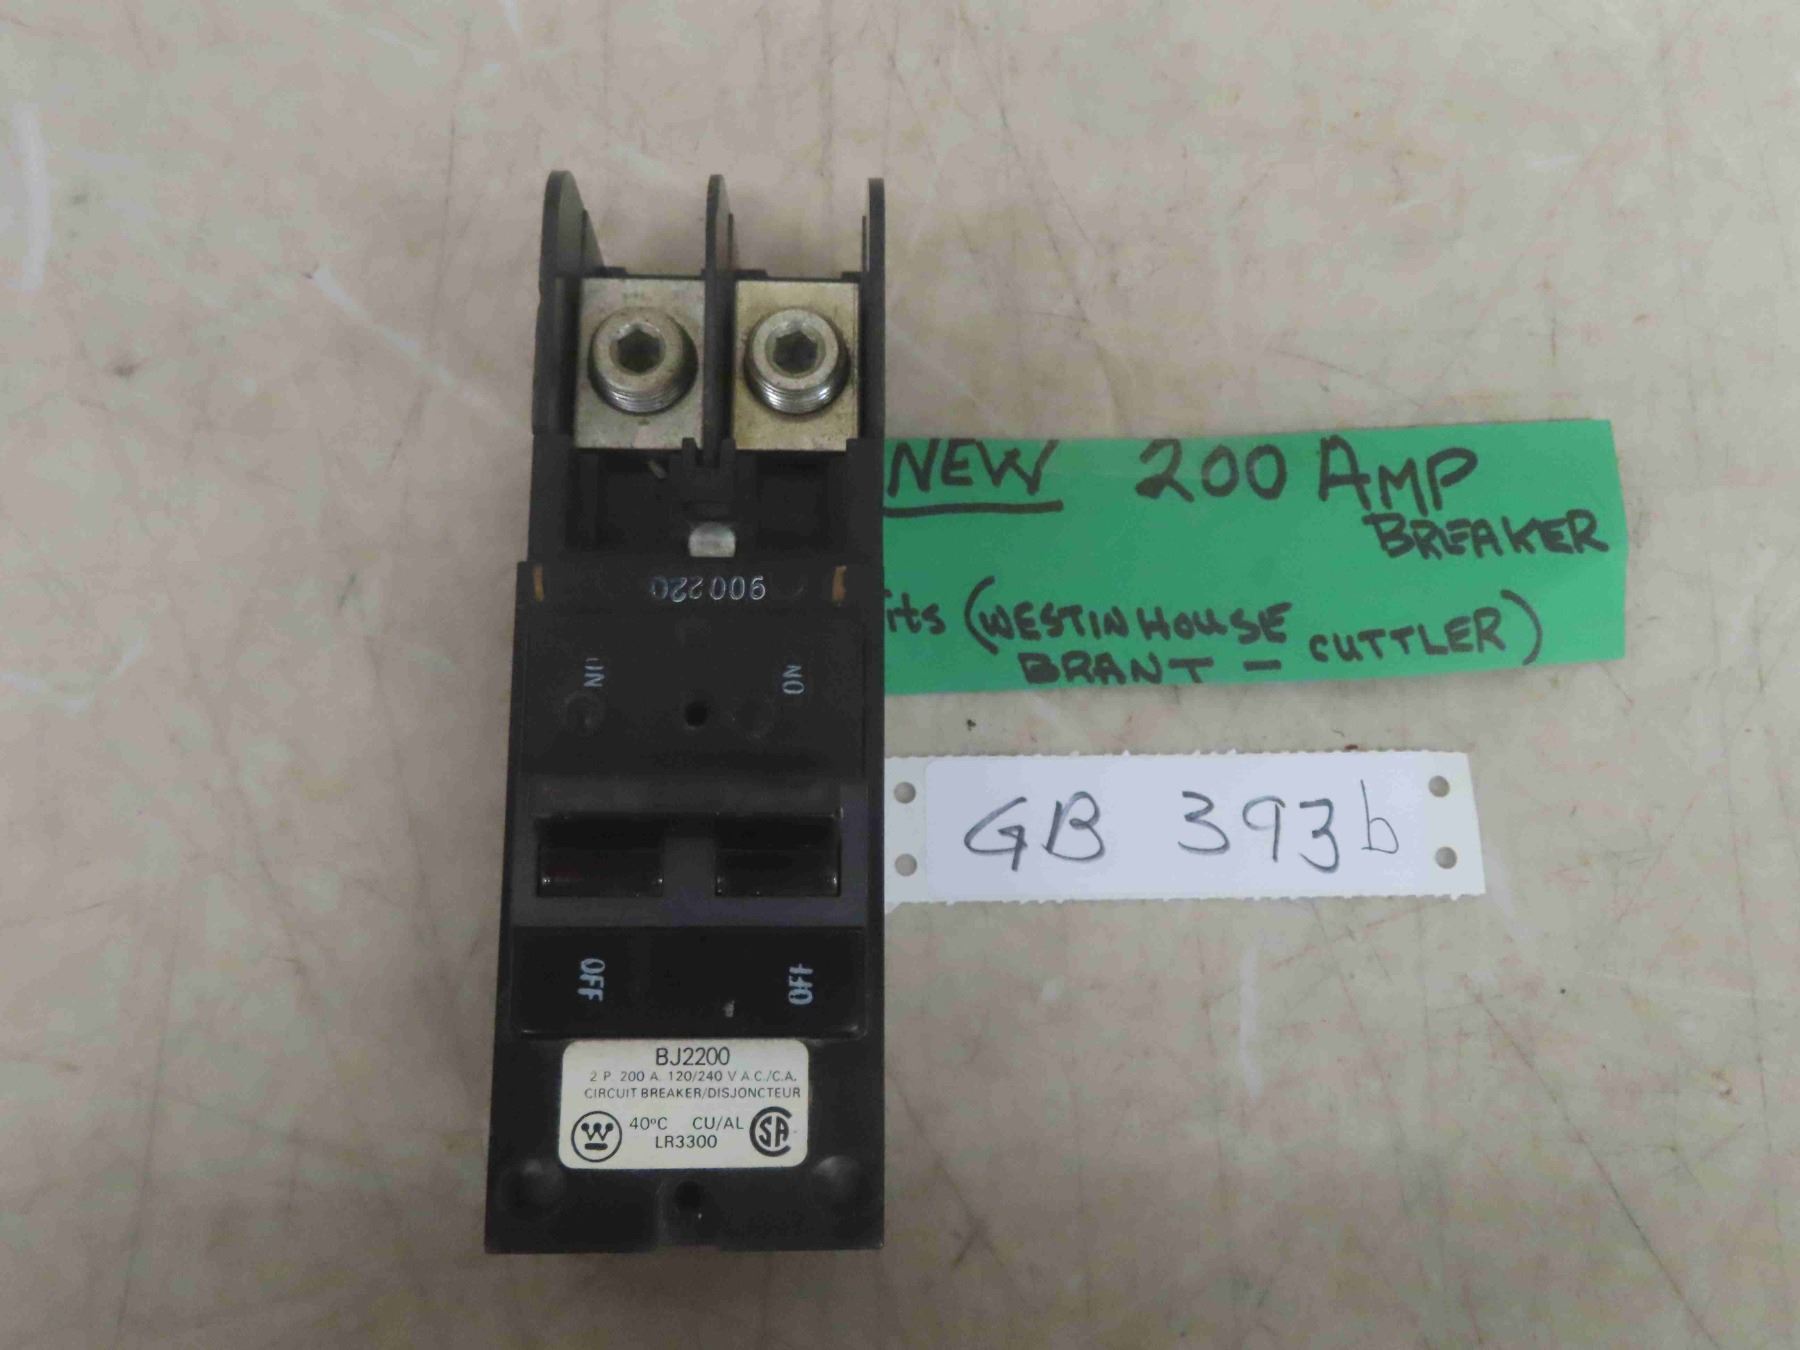 NEW 200 AMP
BREAKER
fits (WESTINHOUSE
BRANT - CUTTLER)
GB 393b
900220
ON ON
OFF OFF
BJ2200
2 P. 200 A. 120/240 V A.C./C.A.
CIRCUIT BREAKER/DISJONCTEUR
W 40°C CU/AL SA
LR3300